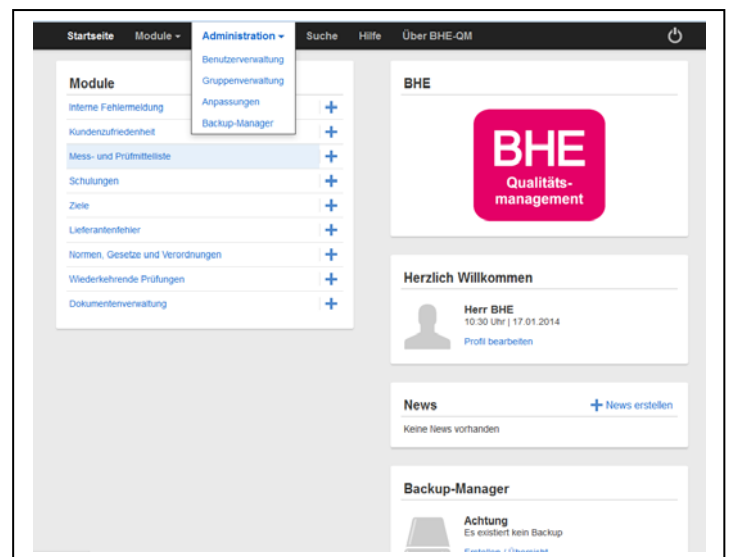 Startseite Module Administration Suche Hilfe Über BHE-QM
Benutzerverwaltung
Gruppenverwaltung
Anpassungen
Backup-Manager
Module
Interne Fehlermeldung
Kundenzufriedenheit
Mess- und Prüfmittelliste
Schulungen
Ziele
Lieferantenfehler
Normen, Gesetze und Verordnungen
Wiederkehrende Prüfungen
Dokumentenverwaltung
BHE
BHE
Qualitäts-
management
Herzlich Willkommen
Herr BHE
10:30 Uhr | 17.01.2014
Profil bearbeiten
News
News erstellen
Keine News vorhanden
Backup-Manager
Achtung
Es existiert kein Backup
Erstellen | Übersicht